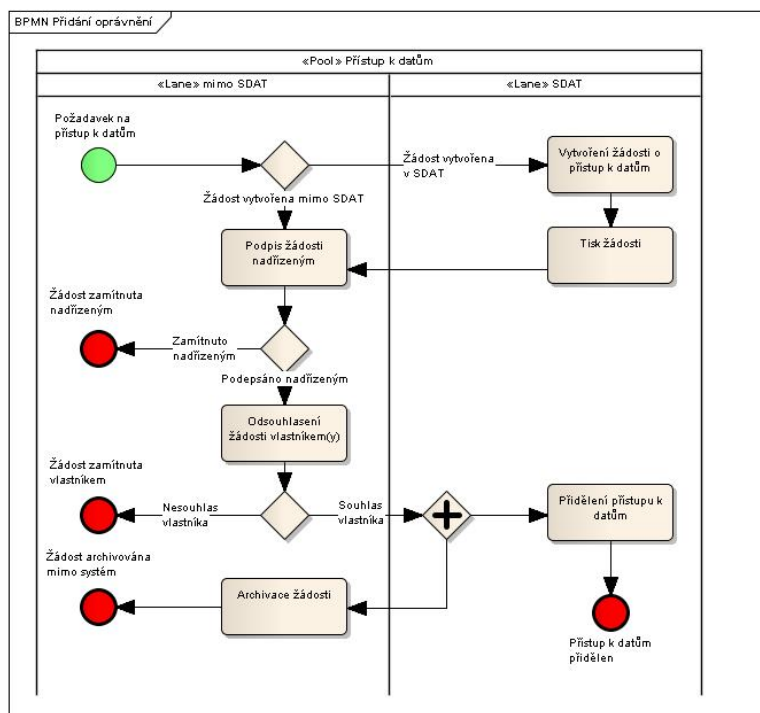 BPMN Přidání oprávnění
«Pool» Přístup k datům
«Lane» mimo SDAT
«Lane» SDAT
Požadavek na
přístup k datům
Žádost vytvořena
v SDAT
Vytvoření žádosti o
přístup k datům
Žádost vytvořena mimo SDAT
Podpis žádosti
nadřízeným
Tisk žádosti
Žádost zamítnuta
nadřízeným
Zamítnuto
nadřízeným
Podepsáno nadřízeným
Odsouhlasení
žádosti vlastníkem(y)
Žádost zamítnuta
vlastníkem
Nesouhlas
vlastníka
Souhlas
vlastníka
Přidělení přístupu k
datům
Žádost archivována
mimo systém
Archivace žádosti
Přístup k datům
přidělen